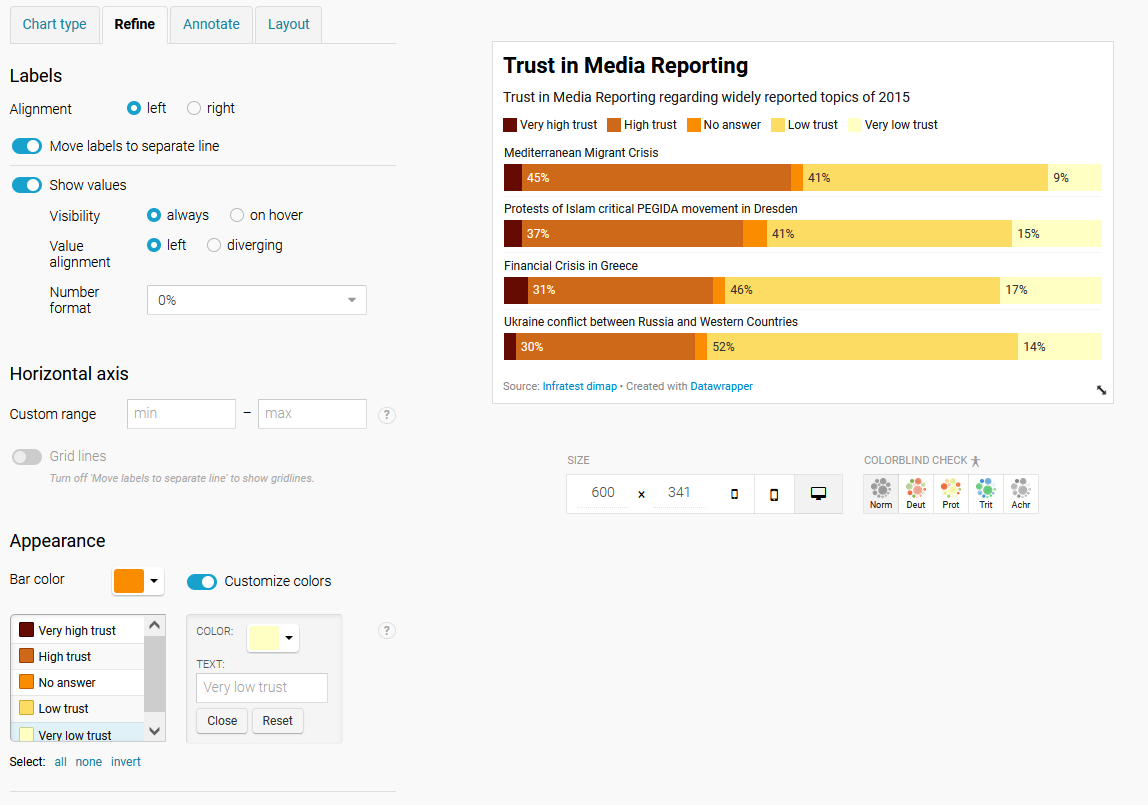 Chart type Refine Annotate Layout
Labels
Alignment left right
Move labels to separate line
Show values
Visibility always on hover
Value alignment left diverging
Number format 0%
Horizontal axis
Custom range min – max ?
Grid lines
Turn off 'Move labels to separate line' to show gridlines.
Appearance
Bar color Customize colors
Very high trust
High trust
No answer
Low trust
Very low trust
COLOR:
TEXT:
Very low trust
Close Reset
?
Select: all none invert
Trust in Media Reporting
Trust in Media Reporting regarding widely reported topics of 2015
Very high trust High trust No answer Low trust Very low trust
Mediterranean Migrant Crisis
45% 41% 9%
Protests of Islam critical PEGIDA movement in Dresden
37% 41% 15%
Financial Crisis in Greece
31% 46% 17%
Ukraine conflict between Russia and Western Countries
30% 52% 14%
Source: Infratest dimap • Created with Datawrapper
SIZE
600 × 341
COLORBLIND CHECK
Norm Deut Prot Trit Achr